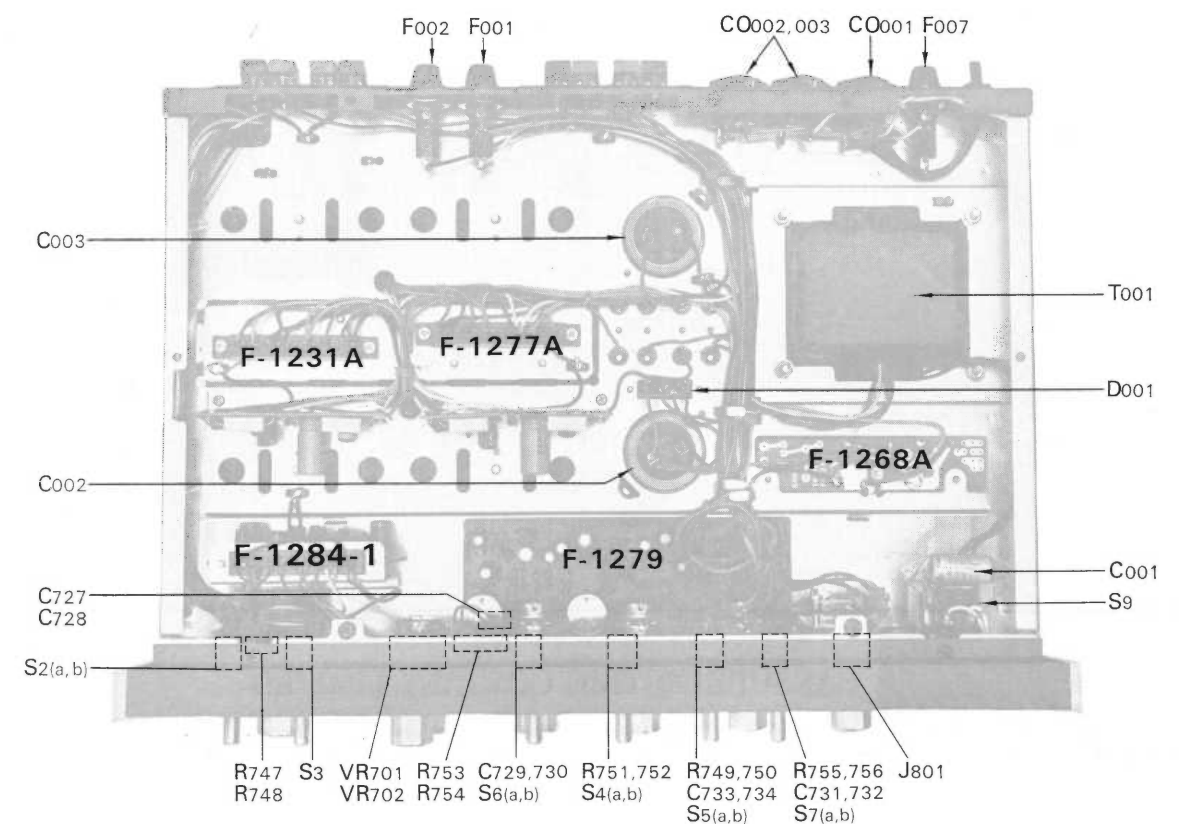 F002 F001 CO002,003 CO001 F007
C003
T001
F-1231A F-1277A
D001
C002
F-1268A
F-1284-1 F-1279
C001
C727
C728
S9
S2(a,b)
R747 S3 VR701 R753 C729,730 R751,752 R749,750 R755,756 J801
R748 VR702 R754 S6(a,b) S4(a,b) C733,734 C731,732
S5(a,b) S7(a,b)